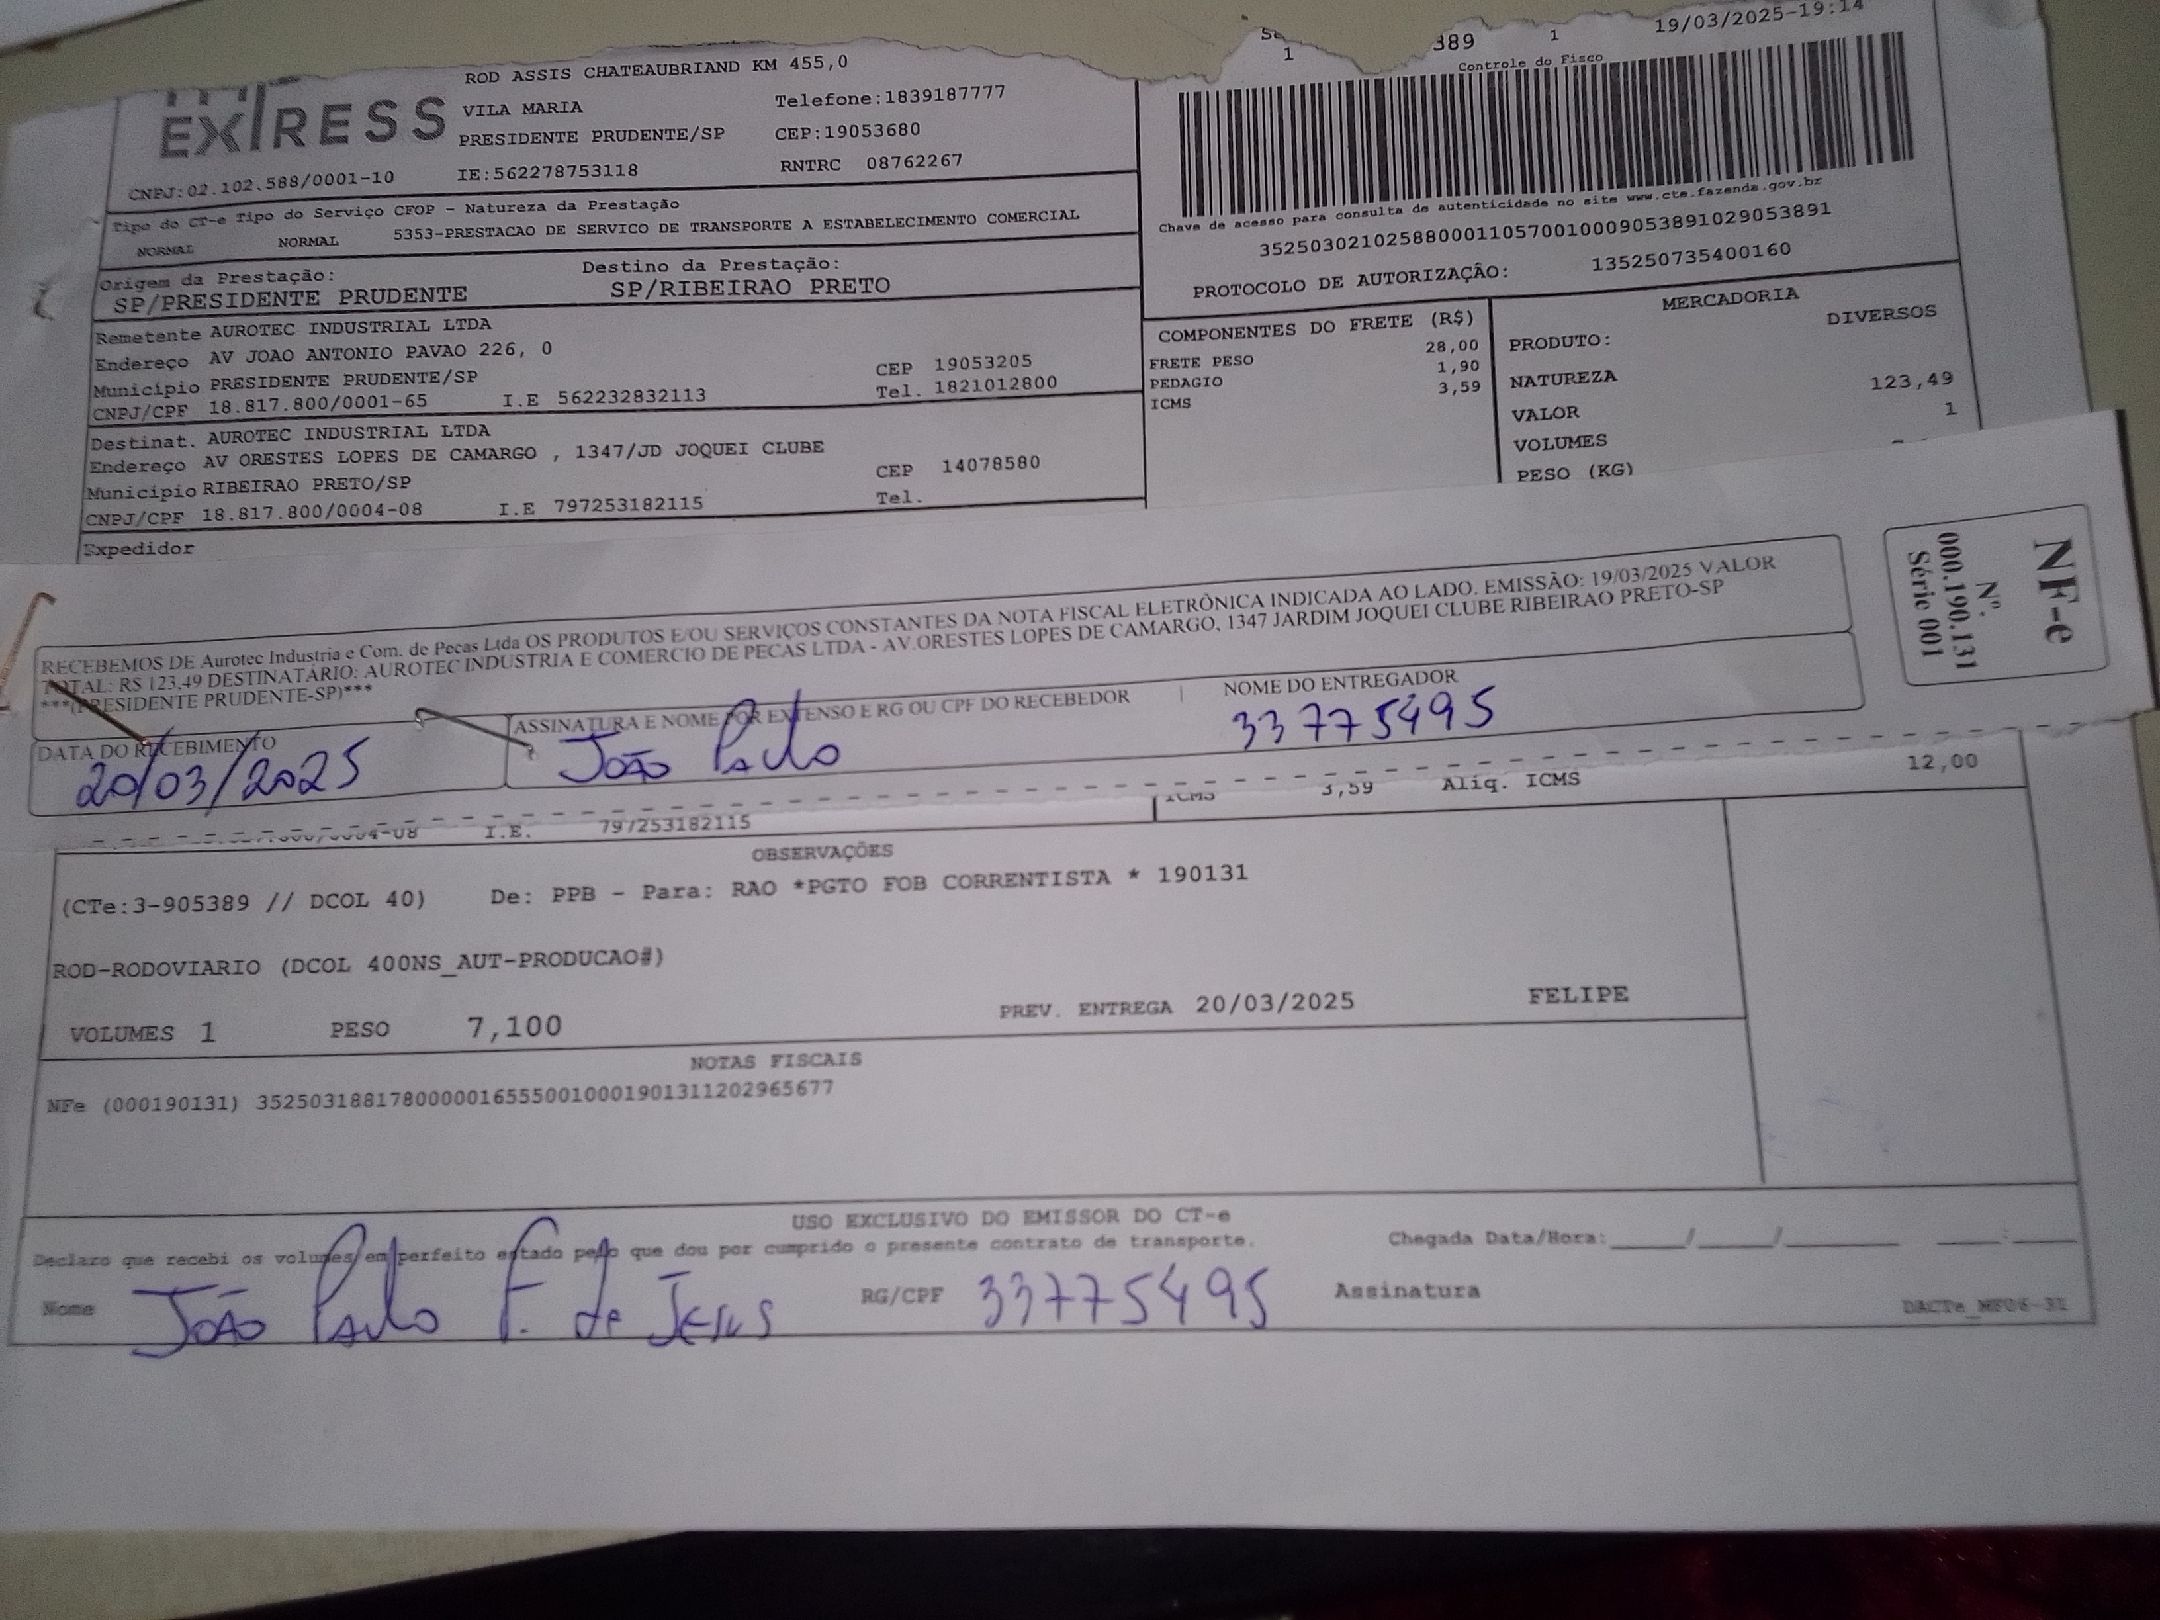 ROD ASSIS CHATEAUBRIAND KM 455,0
EXPRESS
VILA MARIA
Telefone:1839187777
PRESIDENTE PRUDENTE/SP
CEP:19053680
CNPJ:02.102.588/0001-10
IE:562278753118
RNTRC 08762267
Tipo do CT-e Tipo do Serviço CFOP - Natureza da Prestação
NORMAL NORMAL 5353-PRESTACAO DE SERVICO DE TRANSPORTE A ESTABELECIMENTO COMERCIAL
Origem da Prestação: Destino da Prestação:
SP/PRESIDENTE PRUDENTE SP/RIBEIRAO PRETO
Remetente AUROTEC INDUSTRIAL LTDA
Endereço AV JOAO ANTONIO PAVAO 226, 0
CEP 19053205
Município PRESIDENTE PRUDENTE/SP
Tel. 1821012800
CNPJ/CPF 18.817.800/0001-65 I.E 562232832113
Destinat. AUROTEC INDUSTRIAL LTDA
Endereço AV ORESTES LOPES DE CAMARGO , 1347/JD JOQUEI CLUBE
CEP 14078580
Município RIBEIRAO PRETO/SP
Tel.
CNPJ/CPF 18.817.800/0004-08 I.E 797253182115
Expedidor
1 389 1 19/03/2025-19:14
Controle do Fisco
Chave de acesso para consulta de autenticidade no site www.cte.fazenda.gov.br
35250302102588000110570010009053891029053891
PROTOCOLO DE AUTORIZAÇÃO: 135250735400160
COMPONENTES DO FRETE (R$)
FRETE PESO 28,00
PEDAGIO 1,90
ICMS 3,59
MERCADORIA
PRODUTO: DIVERSOS
NATUREZA
VALOR 123,49
VOLUMES 1
PESO (KG)
RECEBEMOS DE Aurotec Industria e Com. de Pecas Ltda OS PRODUTOS E/OU SERVIÇOS CONSTANTES DA NOTA FISCAL ELETRÔNICA INDICADA AO LADO. EMISSÃO: 19/03/2025 VALOR
TOTAL: R$ 123,49 DESTINATÁRIO: AUROTEC INDUSTRIA E COMERCIO DE PECAS LTDA - AV.ORESTES LOPES DE CAMARGO, 1347 JARDIM JOQUEI CLUBE RIBEIRAO PRETO-SP
***(PRESIDENTE PRUDENTE-SP)***
NF-e
Nº.
000.190.131
Série 001
DATA DO RECEBIMENTO
ASSINATURA E NOME POR EXTENSO E RG OU CPF DO RECEBEDOR
NOME DO ENTREGADOR
20/03/2025
João Paulo
33775495
I.E. 797253182115
ICMS 3,59 Aliq. ICMS 12,00
OBSERVAÇÕES
(CTe:3-905389 // DCOL 40) De: PPB - Para: RAO *PGTO FOB CORRENTISTA * 190131
ROD-RODOVIARIO (DCOL 400NS_AUT-PRODUCAO#)
VOLUMES 1 PESO 7,100 PREV. ENTREGA 20/03/2025 FELIPE
NOTAS FISCAIS
NFe (000190131) 35250318817800000165550010001901311202965677
USO EXCLUSIVO DO EMISSOR DO CT-e
Declaro que recebi os volumes em perfeito estado pelo que dou por cumprido o presente contrato de transporte.
Chegada Data/Hora:_____/_____/________ ____:____
Nome João Paulo F. de Jesus RG/CPF 33775495 Assinatura
DACTe_MF06-31